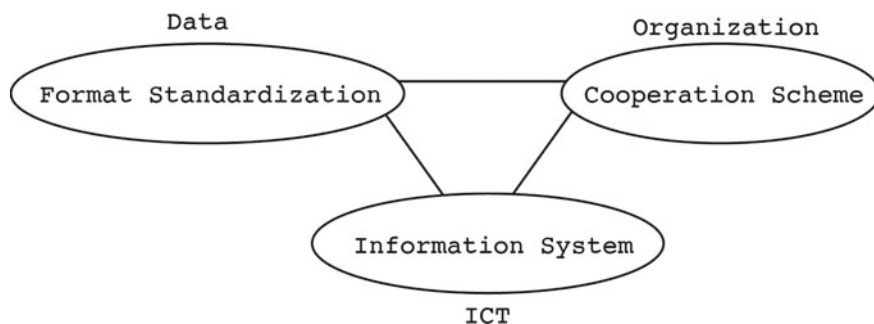 Data
Organization
Format Standardization
Cooperation Scheme
Information System
ICT